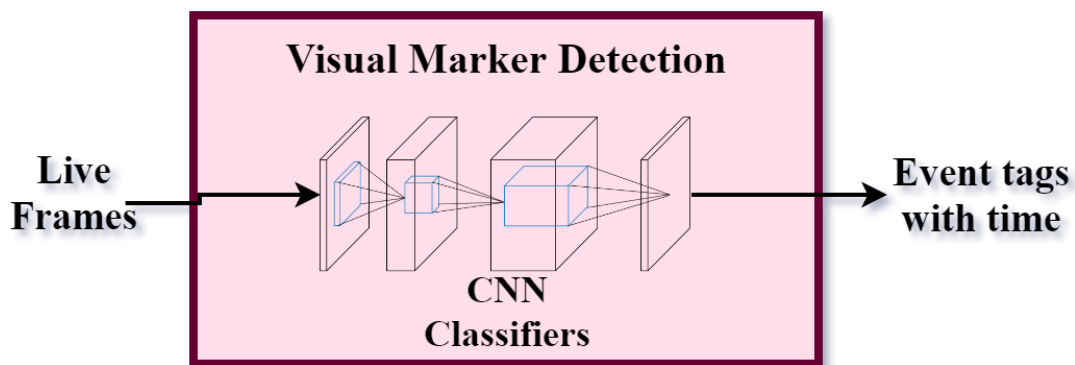 Visual Marker Detection
Live
Frames
CNN
Classifiers
Event tags
with time